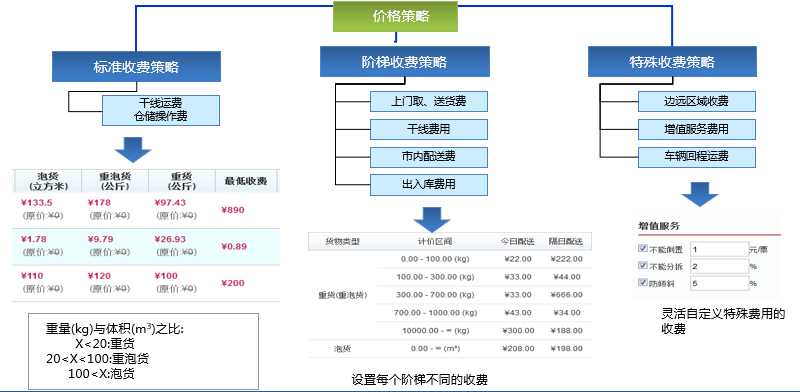 价格策略
标准收费策略
干线运费
仓储操作费
泡货
(立方米)
重泡货
(公斤)
重货
(公斤)
最低收费
¥133.5
(原价:¥0)
¥178
(原价:¥0)
¥97.43
(原价:¥0)
¥890
¥1.78
(原价:¥0)
¥9.79
(原价:¥0)
¥26.93
(原价:¥0)
¥0.89
¥110
(原价:¥0)
¥120
(原价:¥0)
¥100
(原价:¥0)
¥200
重量(kg)与体积(m³)之比:
X<20:重货
20<X<100:重泡货
100<X:泡货
阶梯收费策略
上门取、送货费
干线费用
市内配送费
出入库费用
货物类型 计价区间 今日配送 隔日配送
重货(重泡货)
0.00 - 100.00 (kg) ¥22.00 ¥222.00
100.00 - 300.00 (kg) ¥33.00 ¥44.00
300.00 - 700.00 (kg) ¥33.00 ¥666.00
700.00 - 1000.00 (kg) ¥43.00 ¥34.00
10000.00 - ∞ (kg) ¥300.00 ¥188.00
泡货 0.00 - ∞ (m³) ¥208.00 ¥198.00
设置每个阶梯不同的收费
特殊收费策略
边远区域收费
增值服务费用
车辆回程运费
增值服务
不能倒置 1 元/票
不能分拆 2 %
防倾斜 5 %
灵活自定义特殊费用的
收费